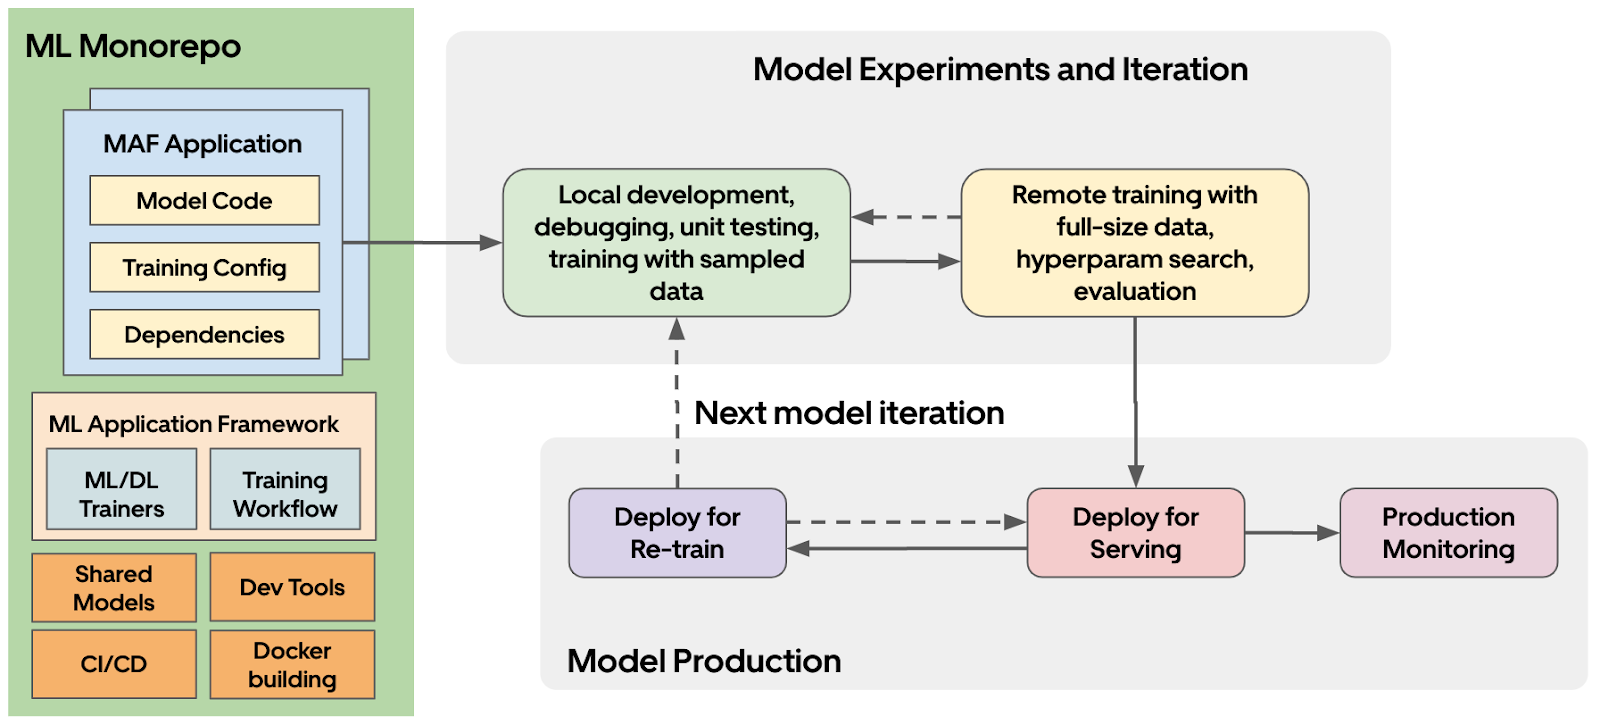 ML Monorepo
MAF Application
Model Code
Training Config
Dependencies
ML Application Framework
ML/DL
Trainers
Training
Workflow
Shared
Models
Dev Tools
CI/CD
Docker
building
Model Experiments and Iteration
Local development,
debugging, unit testing,
training with sampled
data
Remote training with
full-size data,
hyperparam search,
evaluation
Next model iteration
Deploy for
Re-train
Deploy for
Serving
Production
Monitoring
Model Production